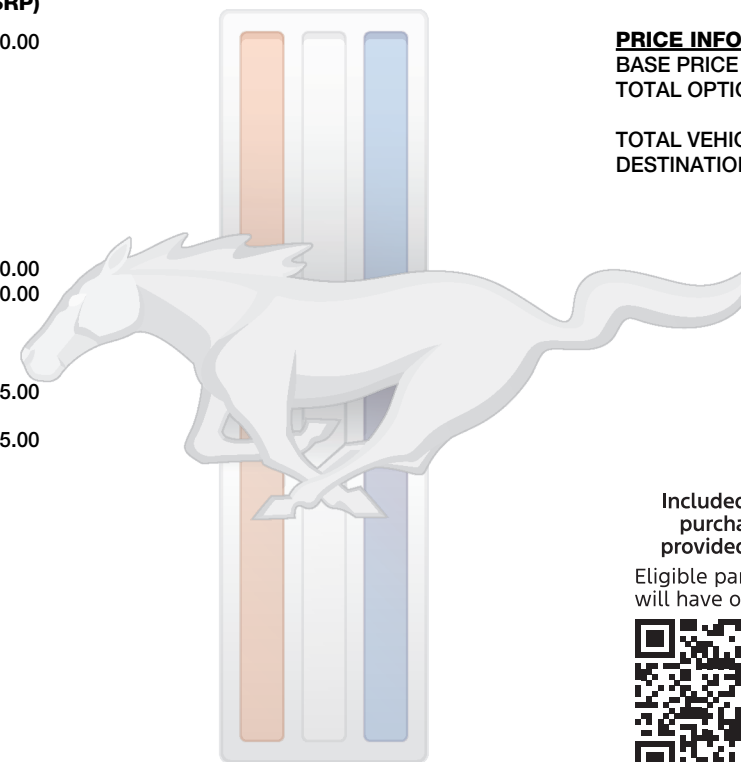 SRP)
0.00
0.00
0.00
5.00
5.00
PRICE INFO
BASE PRICE
TOTAL OPTIO
TOTAL VEHIC
DESTINATION
Included
purcha
provided
Eligible par
will have o